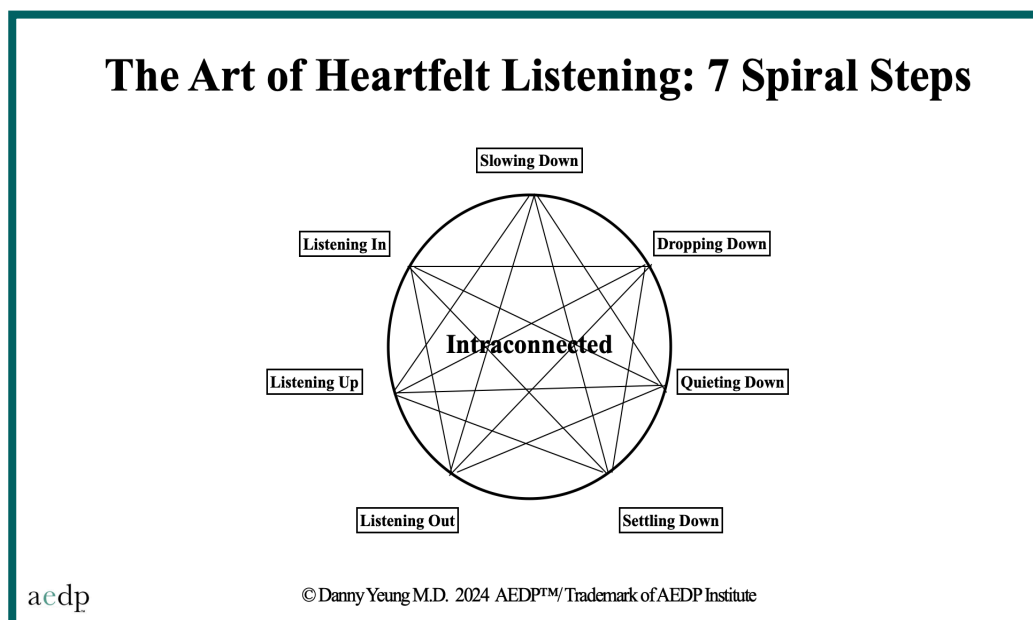 The Art of Heartfelt Listening: 7 Spiral Steps
Slowing Down
Listening In
Dropping Down
Intraconnected
Listening Up
Quieting Down
Listening Out
Settling Down
aedp
© Danny Yeung M.D. 2024 AEDP™/ Trademark of AEDP Institute